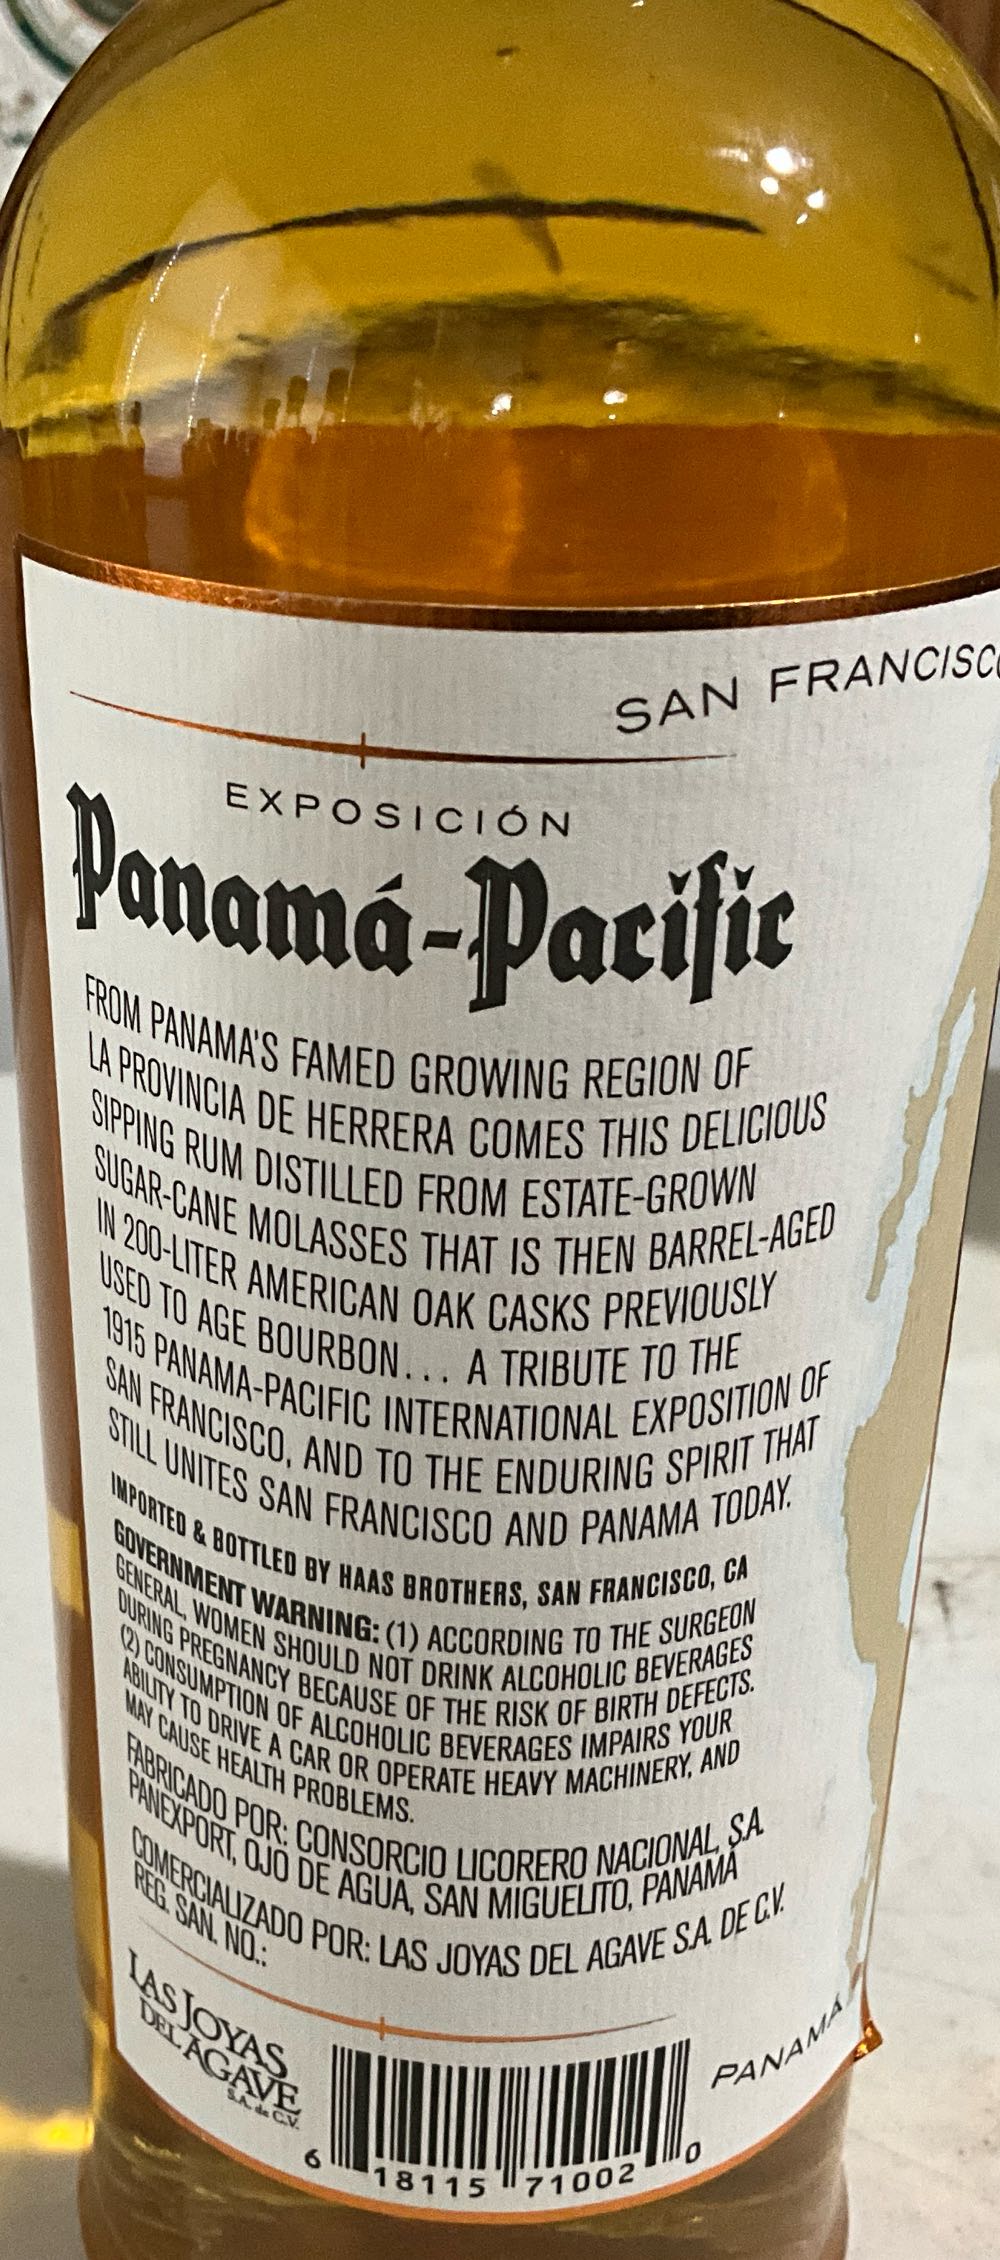 SAN FRANCISCO
EXPOSICIÓN
Panamá-Pacific
FROM PANAMA'S FAMED GROWING REGION OF
LA PROVINCIA DE HERRERA COMES THIS DELICIOUS
SIPPING RUM DISTILLED FROM ESTATE-GROWN
SUGAR-CANE MOLASSES THAT IS THEN BARREL-AGED
IN 200-LITER AMERICAN OAK CASKS PREVIOUSLY
USED TO AGE BOURBON... A TRIBUTE TO THE
1915 PANAMA-PACIFIC INTERNATIONAL EXPOSITION OF
SAN FRANCISCO, AND TO THE ENDURING SPIRIT THAT
STILL UNITES SAN FRANCISCO AND PANAMA TODAY.
IMPORTED & BOTTLED BY HAAS BROTHERS, SAN FRANCISCO, CA
GOVERNMENT WARNING: (1) ACCORDING TO THE SURGEON
GENERAL, WOMEN SHOULD NOT DRINK ALCOHOLIC BEVERAGES
DURING PREGNANCY BECAUSE OF THE RISK OF BIRTH DEFECTS.
(2) CONSUMPTION OF ALCOHOLIC BEVERAGES IMPAIRS YOUR
ABILITY TO DRIVE A CAR OR OPERATE HEAVY MACHINERY, AND
MAY CAUSE HEALTH PROBLEMS.
FABRICADO POR: CONSORCIO LICORERO NACIONAL, S.A.
PANEXPORT, OJO DE AGUA, SAN MIGUELITO, PANAMÁ
COMERCIALIZADO POR: LAS JOYAS DEL AGAVE S.A. DE C.V.
REG. SAN. NO.:
LAS JOYAS
DEL AGAVE
S.A. de C.V.
PANAMÁ
6 18115 71002 0